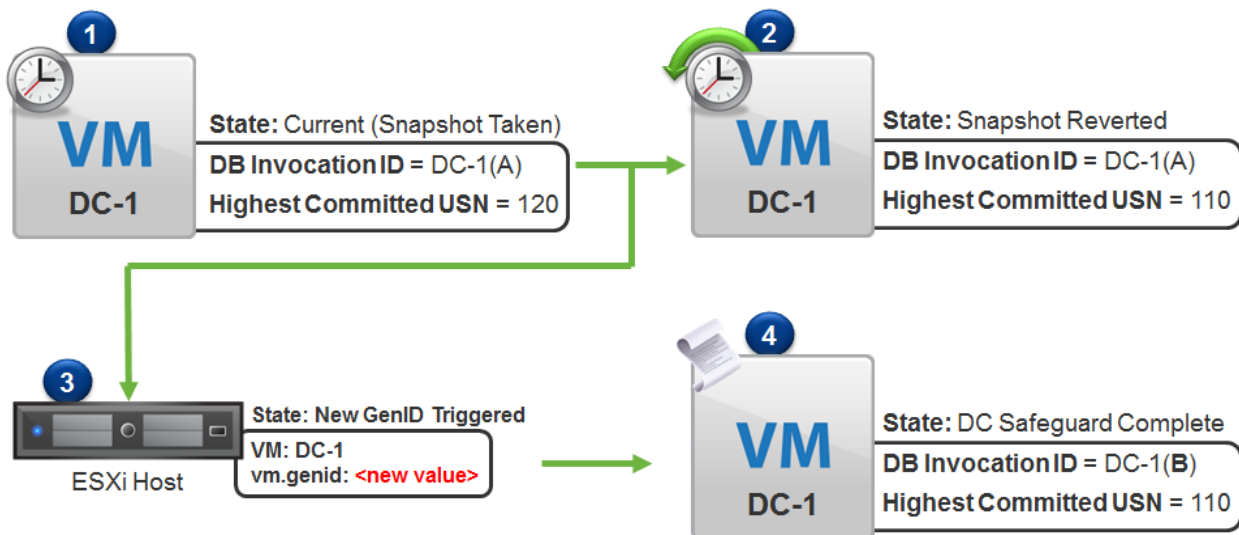 1
VM
DC-1
State: Current (Snapshot Taken)
DB Invocation ID = DC-1(A)
Highest Committed USN = 120
2
VM
DC-1
State: Snapshot Reverted
DB Invocation ID = DC-1(A)
Highest Committed USN = 110
3
ESXi Host
State: New GenID Triggered
VM: DC-1
vm.genid: <new value>
4
VM
DC-1
State: DC Safeguard Complete
DB Invocation ID = DC-1(B)
Highest Committed USN = 110